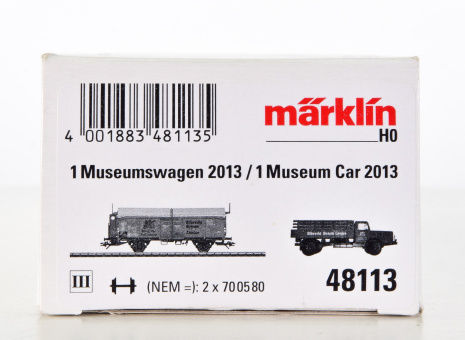 märklin
H0
4 001883 481135
1 Museumswagen 2013 / 1 Museum Car 2013
III
(NEM =): 2 x 700580
48113